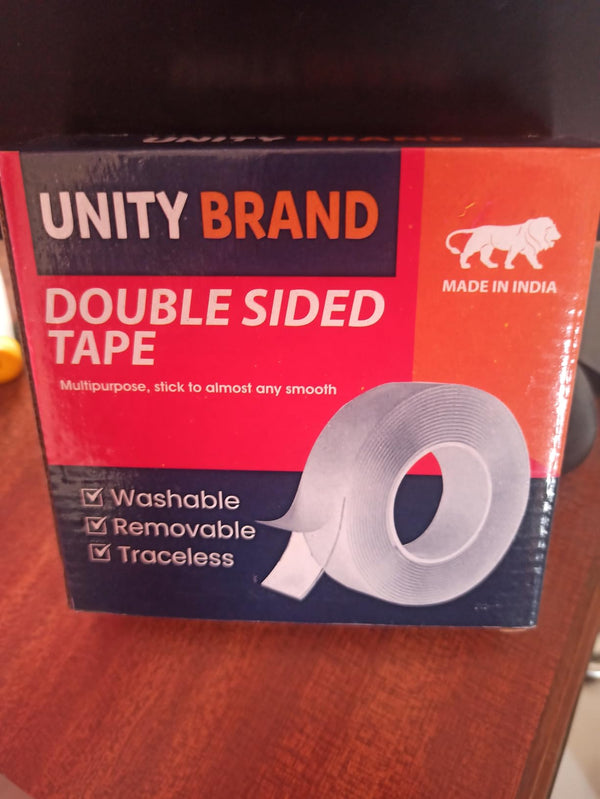 UNITY BRAND
UNITY BRAND
MADE IN INDIA
DOUBLE SIDED
TAPE
Multipurpose, stick to almost any smooth
Washable
Removable
Traceless